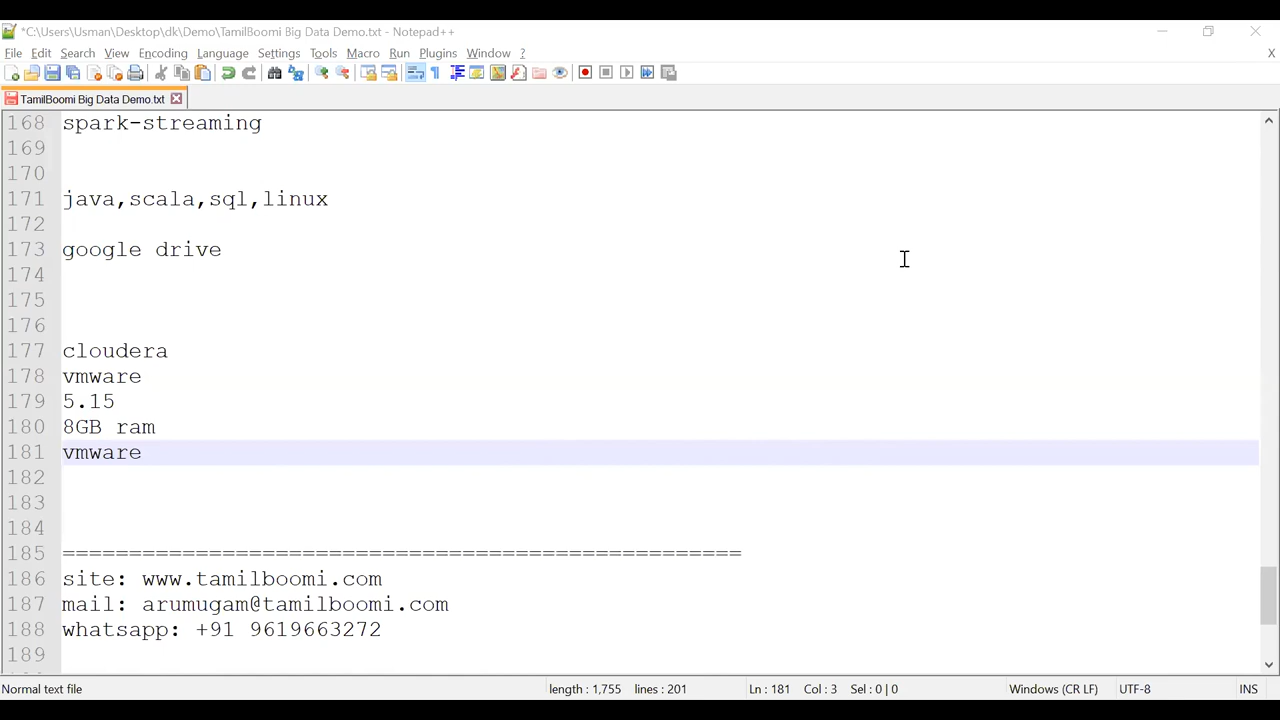 *C:\Users\Usman\Desktop\dk\Demo\TamilBoomi Big Data Demo.txt - Notepad++
File Edit Search View Encoding Language Settings Tools Macro Run Plugins Window ? X
TamilBoomi Big Data Demo.txt
168 spark-streaming
169
170
171 java,scala,sql,linux
172
173 google drive
174
175
176
177 cloudera
178 vmware
179 5.15
180 8GB ram
181 vmware
182
183
184
185 ===================================================
186 site: www.tamilboomi.com
187 mail: arumugam@tamilboomi.com
188 whatsapp: +91 9619663272
189
Normal text file length : 1,755 lines : 201 Ln : 181 Col : 3 Sel : 0 | 0 Windows (CR LF) UTF-8 INS